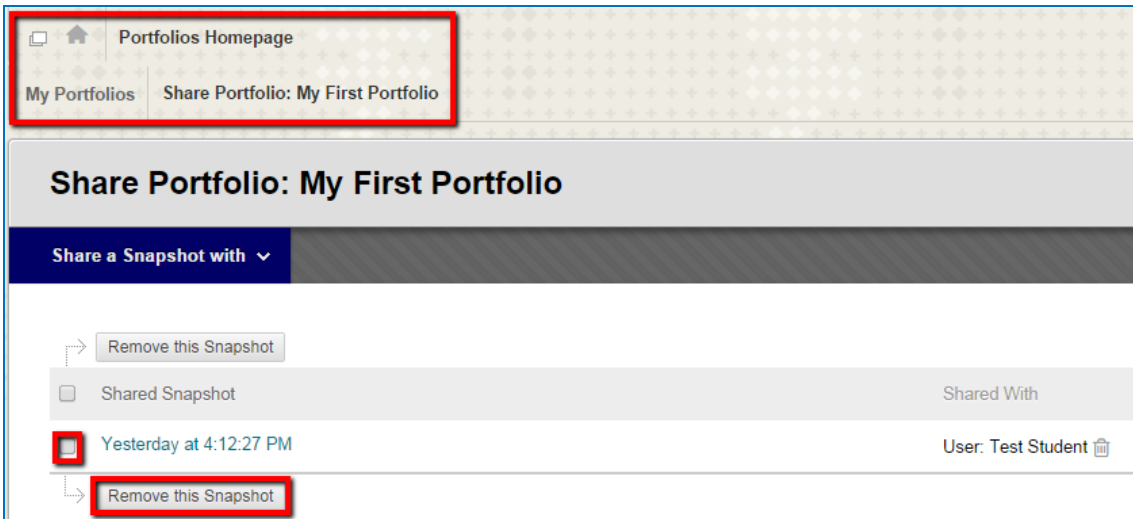 Portfolios Homepage
My Portfolios Share Portfolio: My First Portfolio
Share Portfolio: My First Portfolio
Share a Snapshot with
Remove this Snapshot
Shared Snapshot Shared With
Yesterday at 4:12:27 PM User: Test Student
Remove this Snapshot